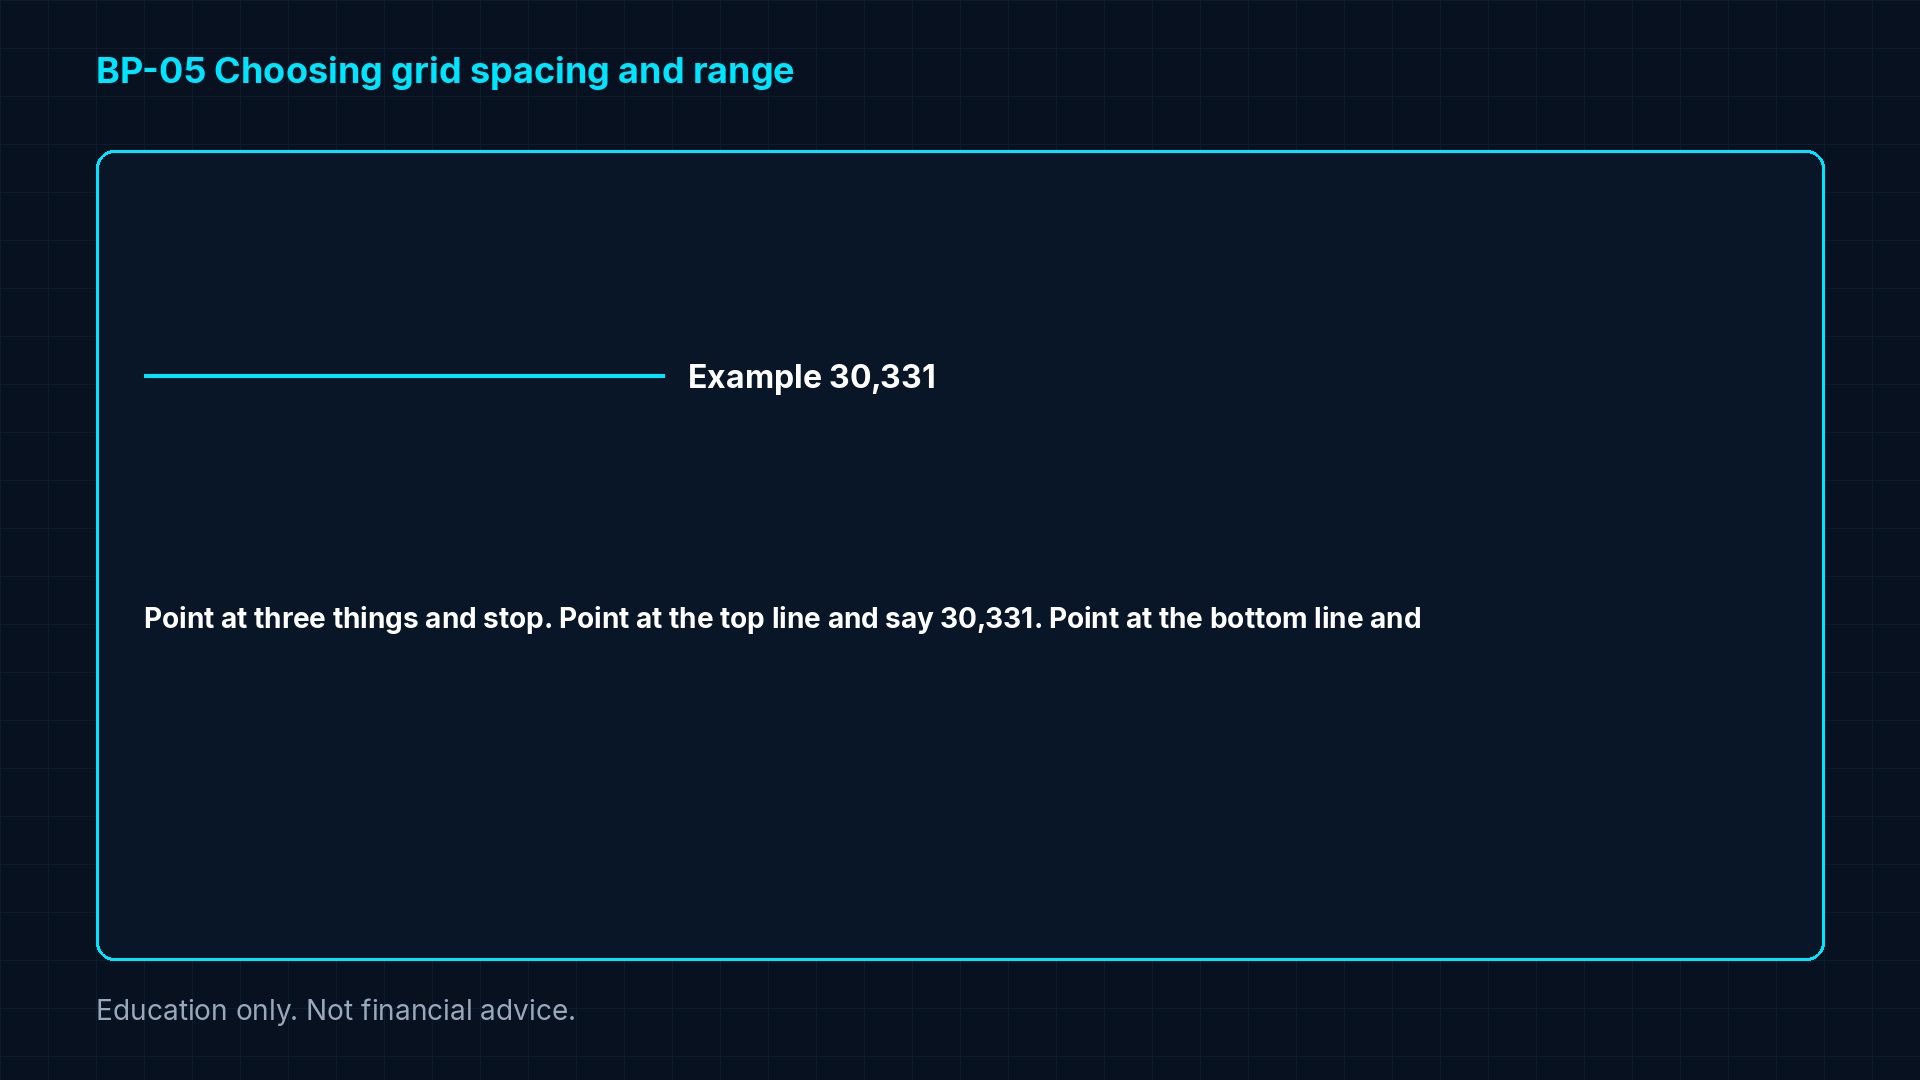 BP-05 Choosing grid spacing and range
Example 30,331
Point at three things and stop. Point at the top line and say 30,331. Point at the bottom line and
Education only. Not financial advice.